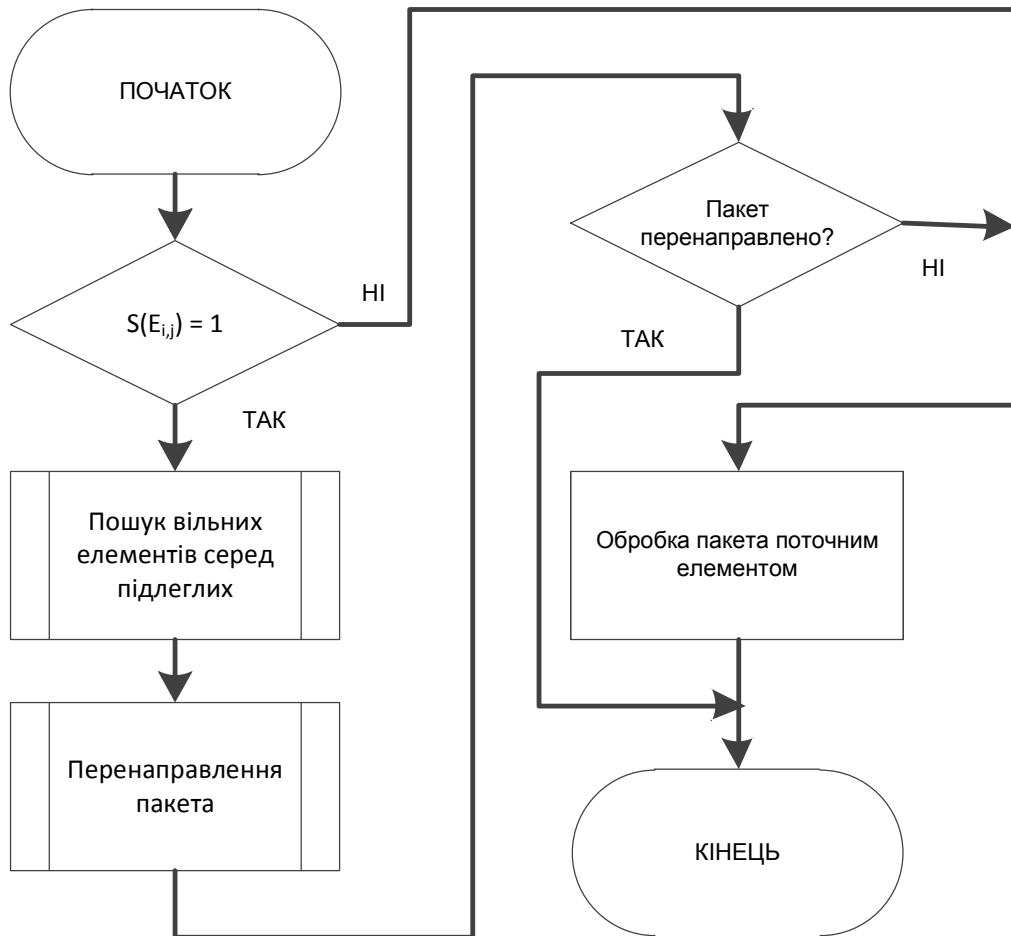 ПОЧАТОК
S(Ei,j) = 1
НІ
ТАК
Пошук вільних
елементів серед
підлеглих
Перенаправлення
пакета
Пакет
перенаправлено?
НІ
ТАК
Обробка пакета поточним
елементом
КІНЕЦЬ